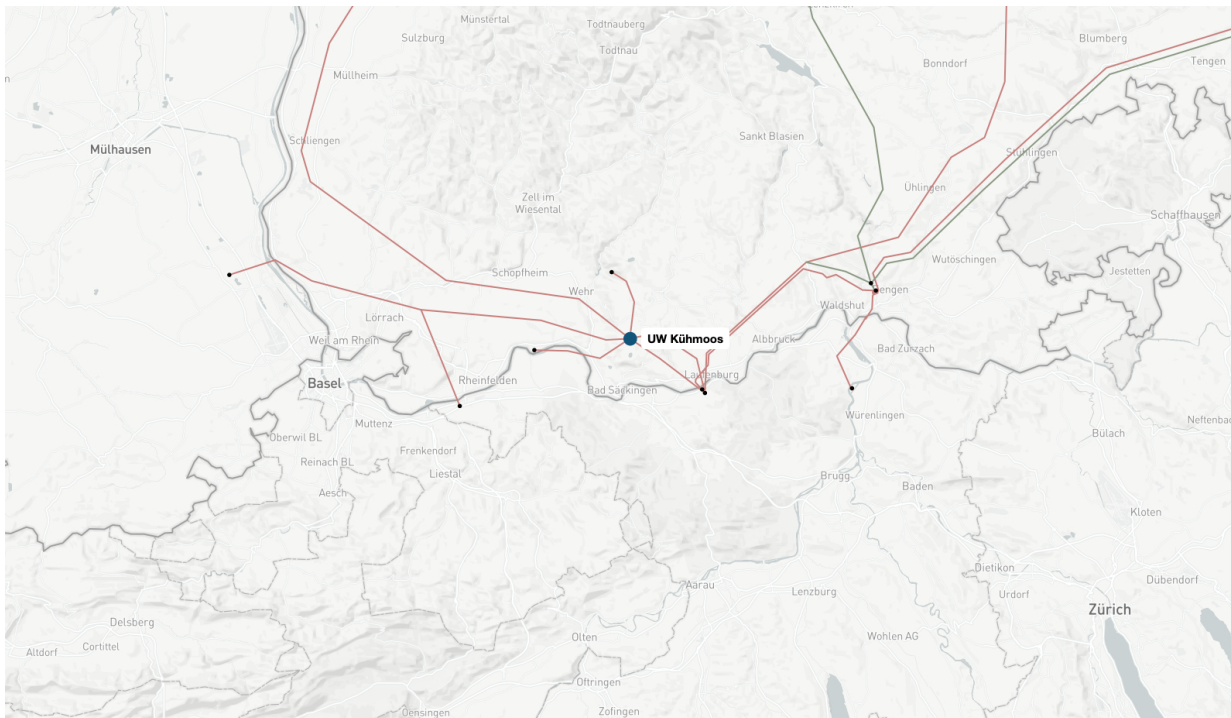 Münstertal
Todtnauberg
Blumberg
Sulzburg
Todtnau
Bonndorf
Tengen
Müllheim
Sankt Blasien
Schliengen
Mülhausen
Stühlingen
Ühlingen
Zell im
Wiesental
Schaffhausen
Wutöschingen
Schopfheim
Jestetten
Wehr
Lörrach
Waldshut
Weil am Rhein
UW Kühmoos
Albbruck
Bad Zurzach
Basel
Rheinfelden
Laufenburg
Bad Säckingen
Muttenz
Würenlingen
Neftenbac
Oberwil BL
Bülach
Frenkendorf
Reinach BL
Liestal
Brugg
Aesch
Baden
Kloten
Dietikon
Aarau
Dübendorf
Lenzburg
Urdorf
Zürich
Delsberg
Olten
Wohlen AG
Altdorf
Cortittel
Oftringen
Oensingen
Zofingen